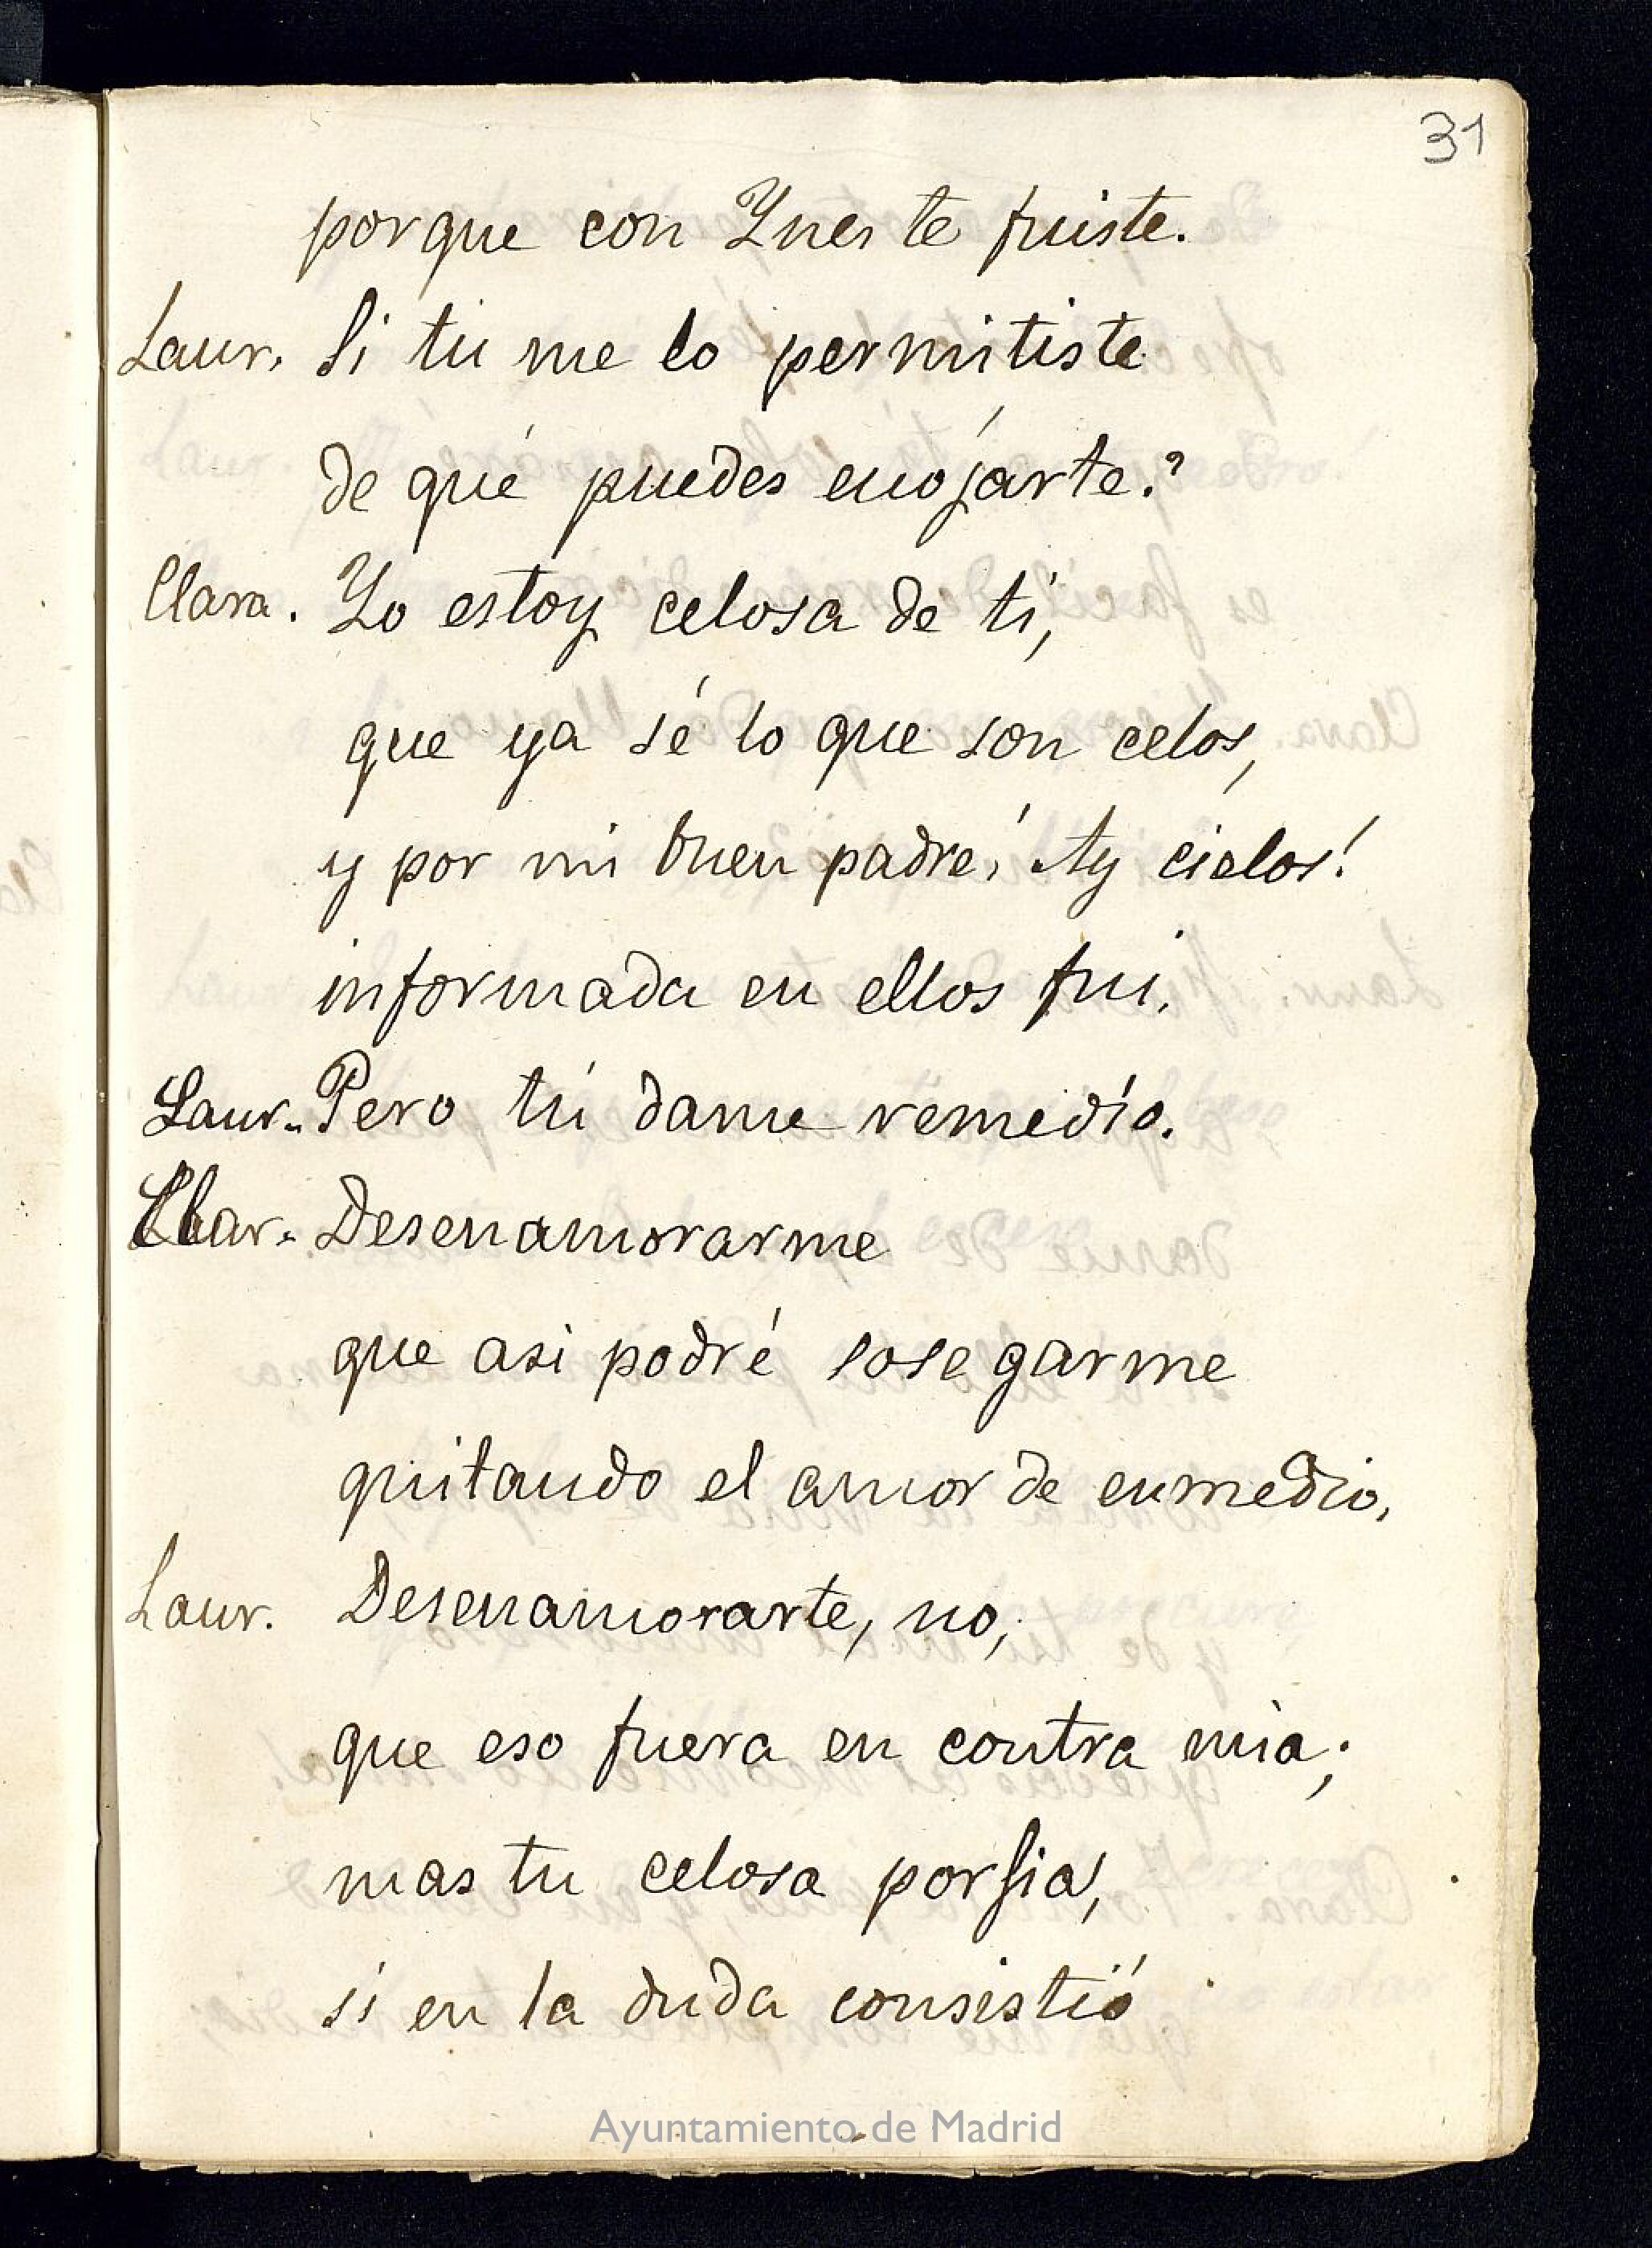 31
porque con Ynes te fuiste.
Laur. Si tu me lo permitiste
de qué puedes enojarte?
Clara. Yo estoy celosa de ti,
que ya sé lo que son celos,
y por mi buen padre, Ay cielos!
informada en ellos fui.
Laur. Pero tú dame remedio.
Clar. Desenamorarme
que asi podré sosegarme
quitando el amor de enmedio,
Laur. Desenamorarte, no,
que eso fuera en contra mia;
mas tu celosa porfia,
si en la duda consistió
Ayuntamiento de Madrid